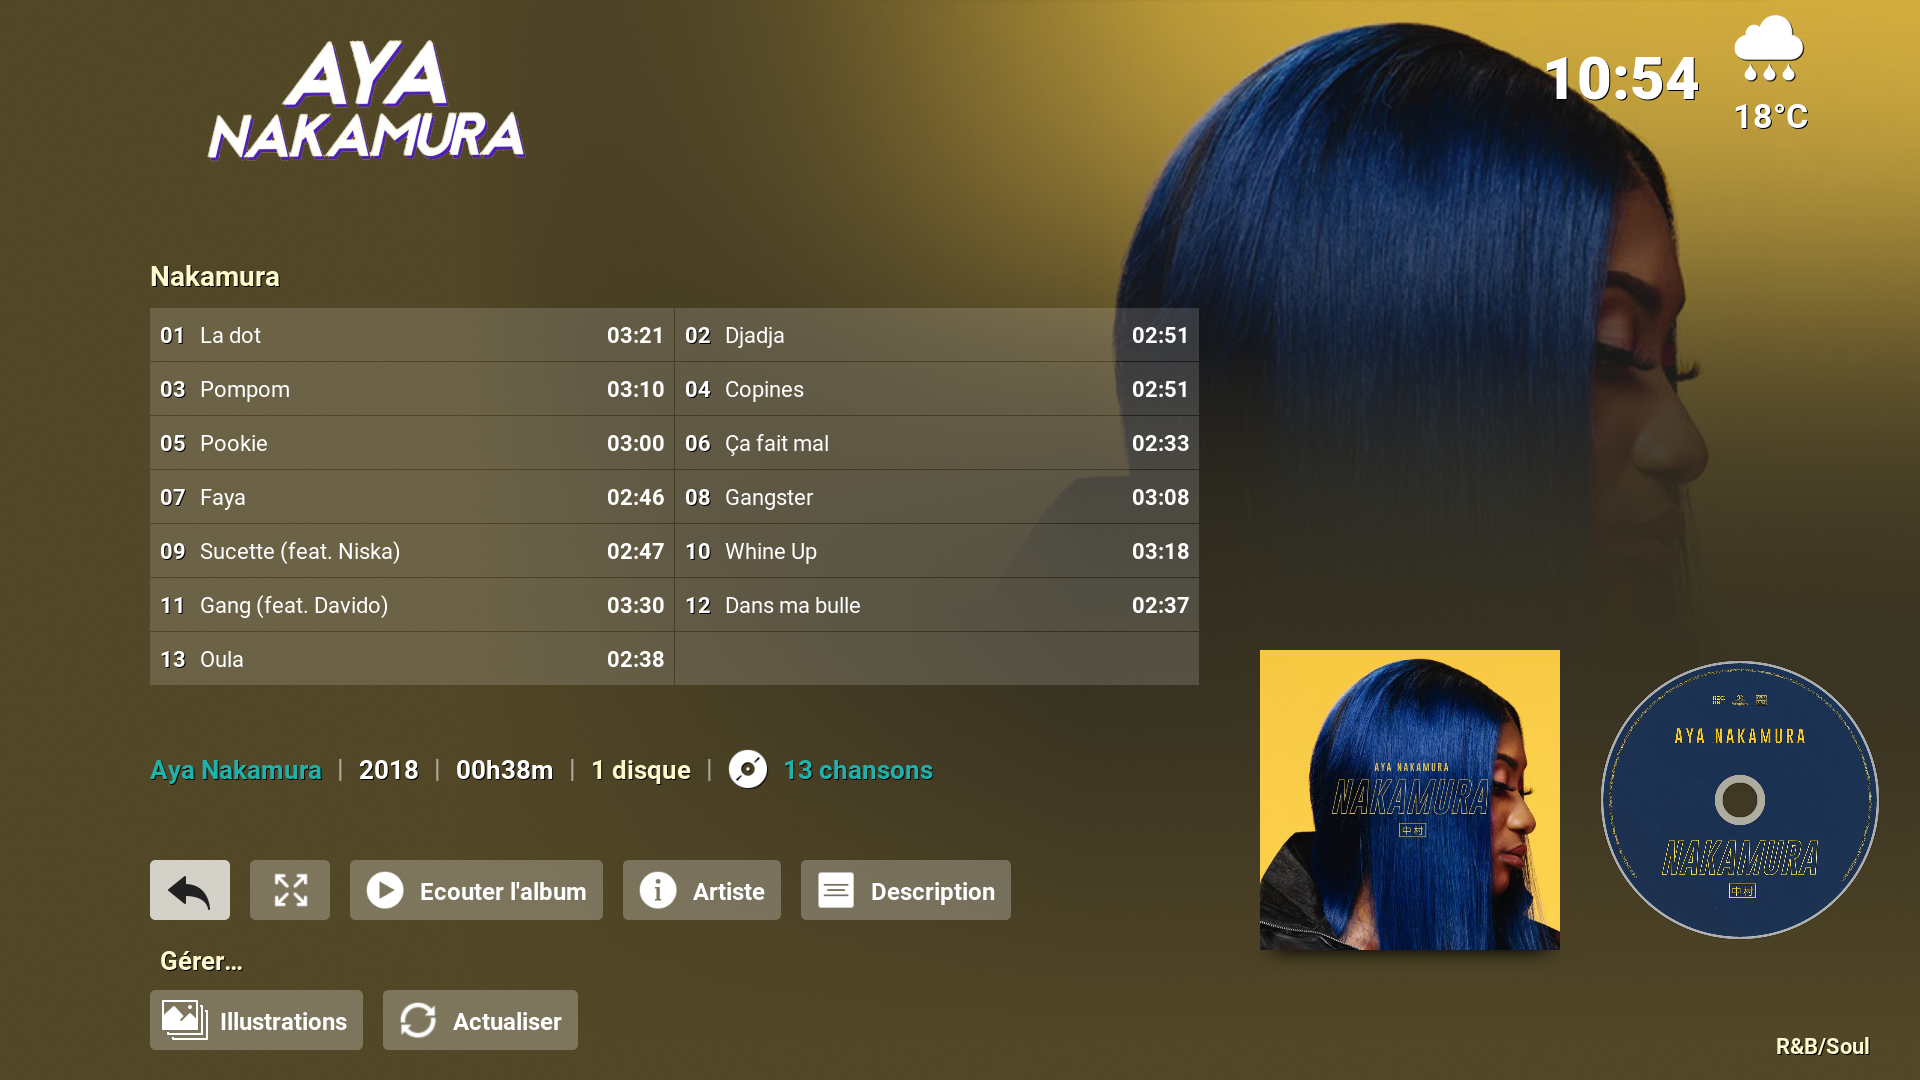 AYA
NAKAMURA
10:54
18°C
Nakamura
01 La dot 03:21
02 Djadja 02:51
03 Pompom 03:10
04 Copines 02:51
05 Pookie 03:00
06 Ça fait mal 02:33
07 Faya 02:46
08 Gangster 03:08
09 Sucette (feat. Niska) 02:47
10 Whine Up 03:18
11 Gang (feat. Davido) 03:30
12 Dans ma bulle 02:37
13 Oula 02:38
Aya Nakamura | 2018 | 00h38m | 1 disque | 13 chansons
AYA NAKAMURA
NAKAMURA
中村
AYA NAKAMURA
NAKAMURA
中村
Ecouter l'album
Artiste
Description
Gérer...
Illustrations
Actualiser
R&B/Soul